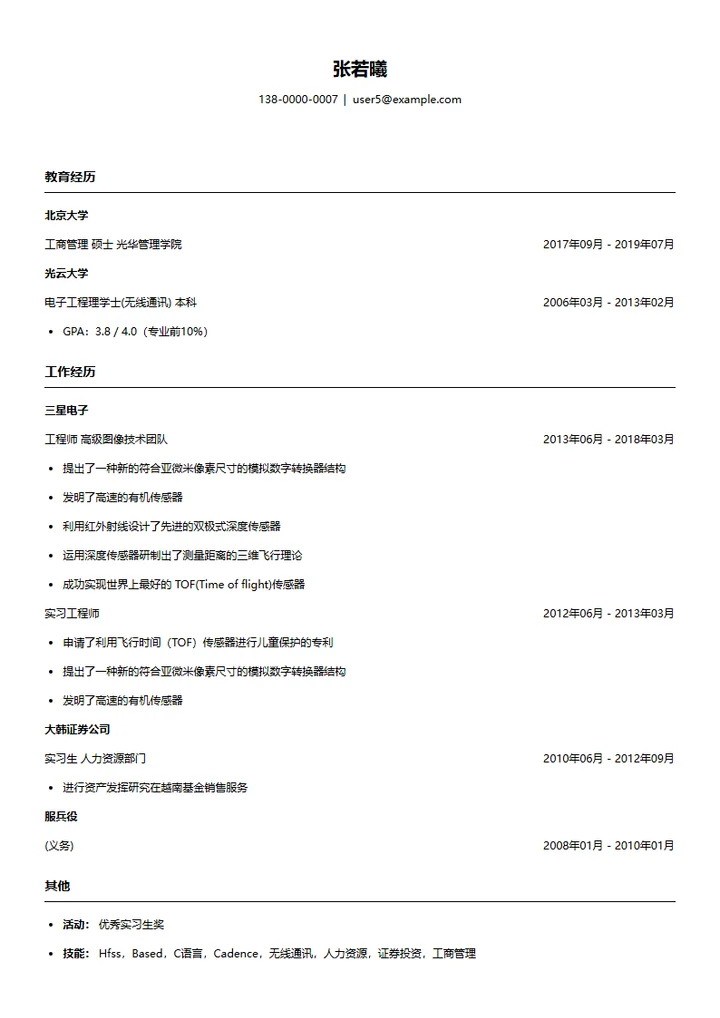 张若曦
138-0000-0007 | user5@example.com
教育经历
北京大学
工商管理 硕士 光华管理学院 2017年09月 - 2019年07月
光云大学
电子工程理学士(无线通讯) 本科 2006年03月 - 2013年02月
• GPA：3.8 / 4.0（专业前10%）
工作经历
三星电子
工程师 高级图像技术团队 2013年06月 - 2018年03月
• 提出了一种新的符合亚微米像素尺寸的模拟数字转换器结构
• 发明了高速的有机传感器
• 利用红外射线设计了先进的双极式深度传感器
• 运用深度传感器研制出了测量距离的三维飞行理论
• 成功实现世界上最好的 TOF(Time of flight)传感器
实习工程师 2012年06月 - 2013年03月
• 申请了利用飞行时间（TOF）传感器进行儿童保护的专利
• 提出了一种新的符合亚微米像素尺寸的模拟数字转换器结构
• 发明了高速的有机传感器
大韩证券公司
实习生 人力资源部门 2010年06月 - 2012年09月
• 进行资产发挥研究在越南基金销售服务
服兵役
(义务) 2008年01月 - 2010年01月
其他
• 活动： 优秀实习生奖
• 技能： Hfss，Based，C语言，Cadence，无线通讯，人力资源，证券投资，工商管理